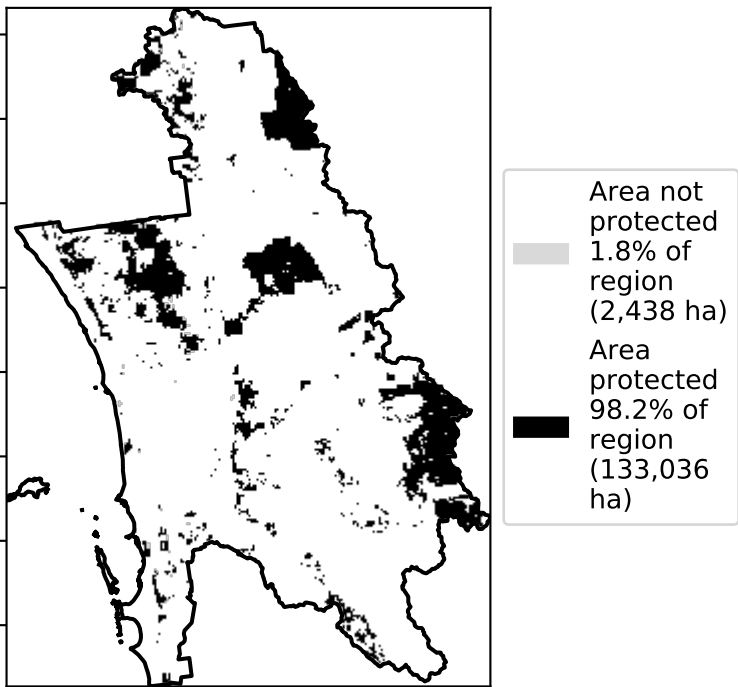 Area not
protected
1.8% of
region
(2,438 ha)
Area
protected
98.2% of
region
(133,036
ha)